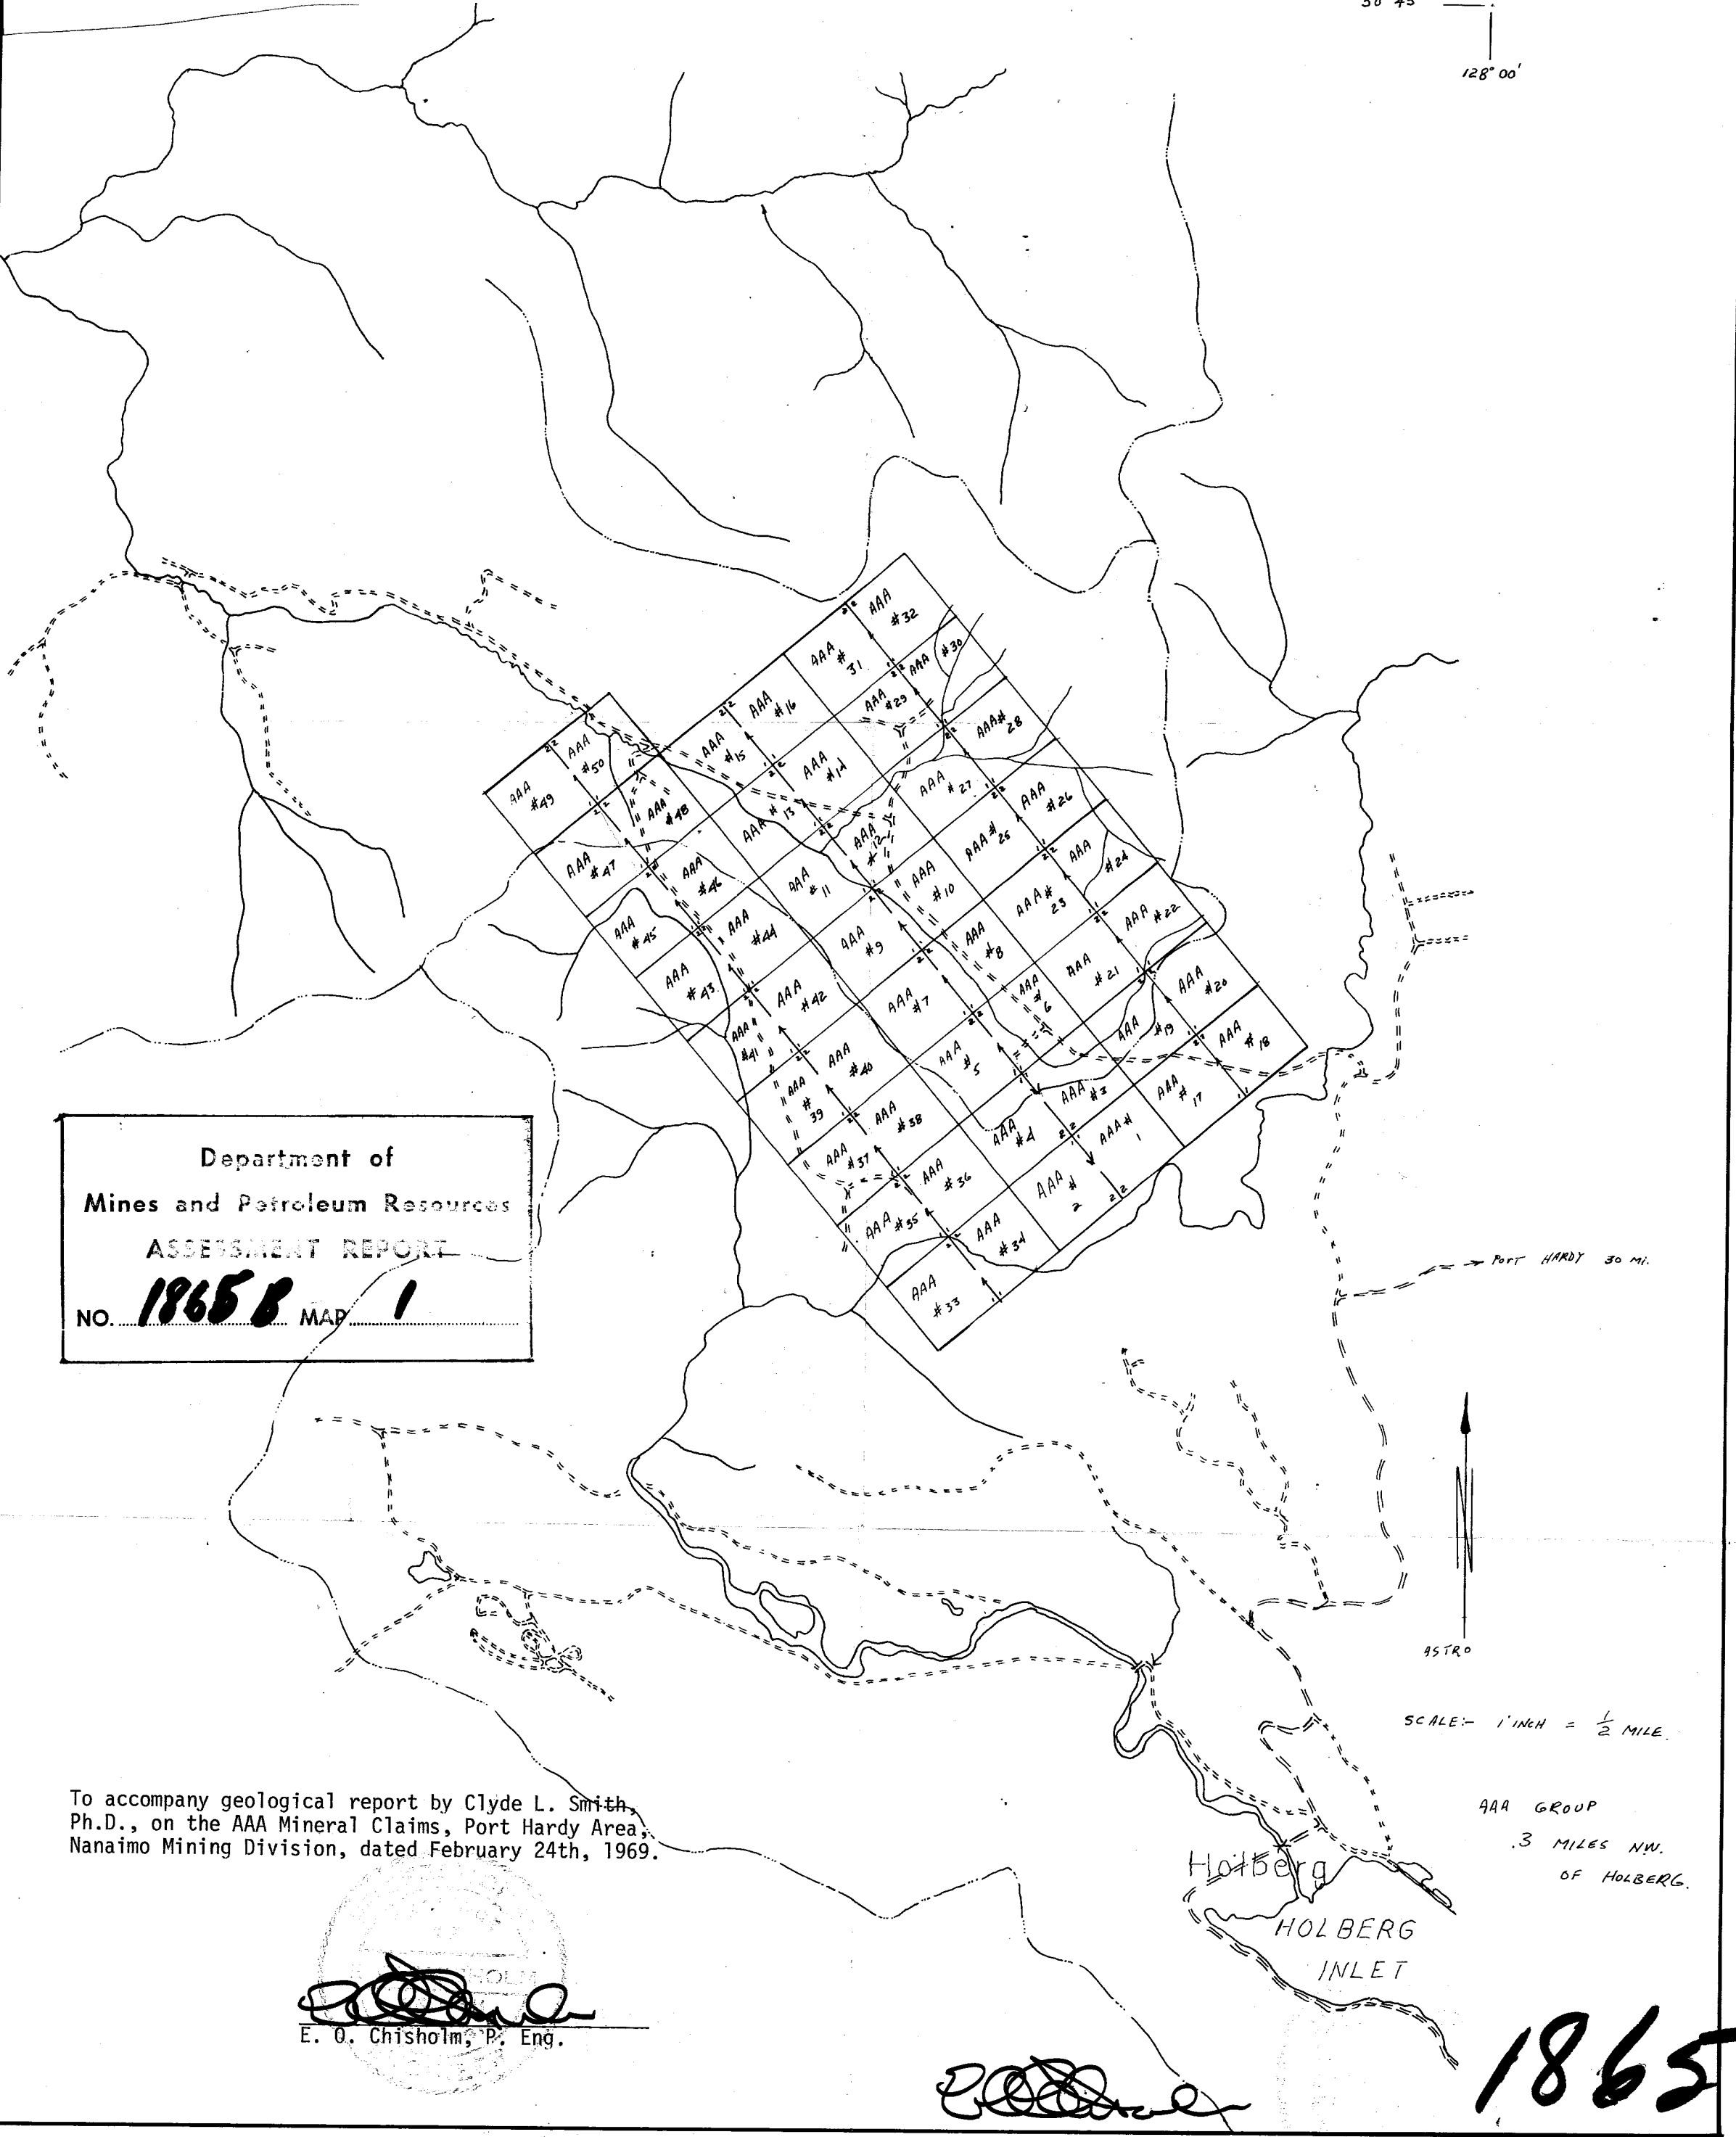 50 45
128° 00'
AAA
#32
AAA
#
31
AAA #30
AAA
#29
AAA
#16
AAA#
28
AAA
#15
AAA
#50
AAA
#14
AAA
#49
AAA
#27
AAA
#26
AAA
#48
AAA #
13
AAA
12
#
AAA #
25
AAA
#24
AAA
#47
AAA
#46
AAA
#11
AAA
#10
AAA #
23
AAA #22
AAA
#45
AAA
#44
AAA
#9
AAA
#8
AAA
#21
AAA
#20
AAA
#43
AAA
#42
AAA
#7
AAA
#
6
AAA
#19
AAA
#18
AAA
#41
AAA
#40
AAA
#5
AAA
#3
AAA
#17
AAA
#
39
AAA
#38
AAA
#4
AAA #
1
AAA
#37
AAA
#36
AAA #
2
AAA #35
AAA
#34
AAA
#33
Department of
Mines and Petroleum Resources
ASSESSMENT REPORT
NO. 1865 B MAP 1
PORT HARDY 30 MI.
ASTRO
SCALE:- 1 INCH = 1/2 MILE.
AAA GROUP
3 MILES NW.
OF HOLBERG.
To accompany geological report by Clyde L. Smith,
Ph.D., on the AAA Mineral Claims, Port Hardy Area,
Nanaimo Mining Division, dated February 24th, 1969.
Holberg
HOLBERG
INLET
E. O. Chisholm, P. Eng.
1865